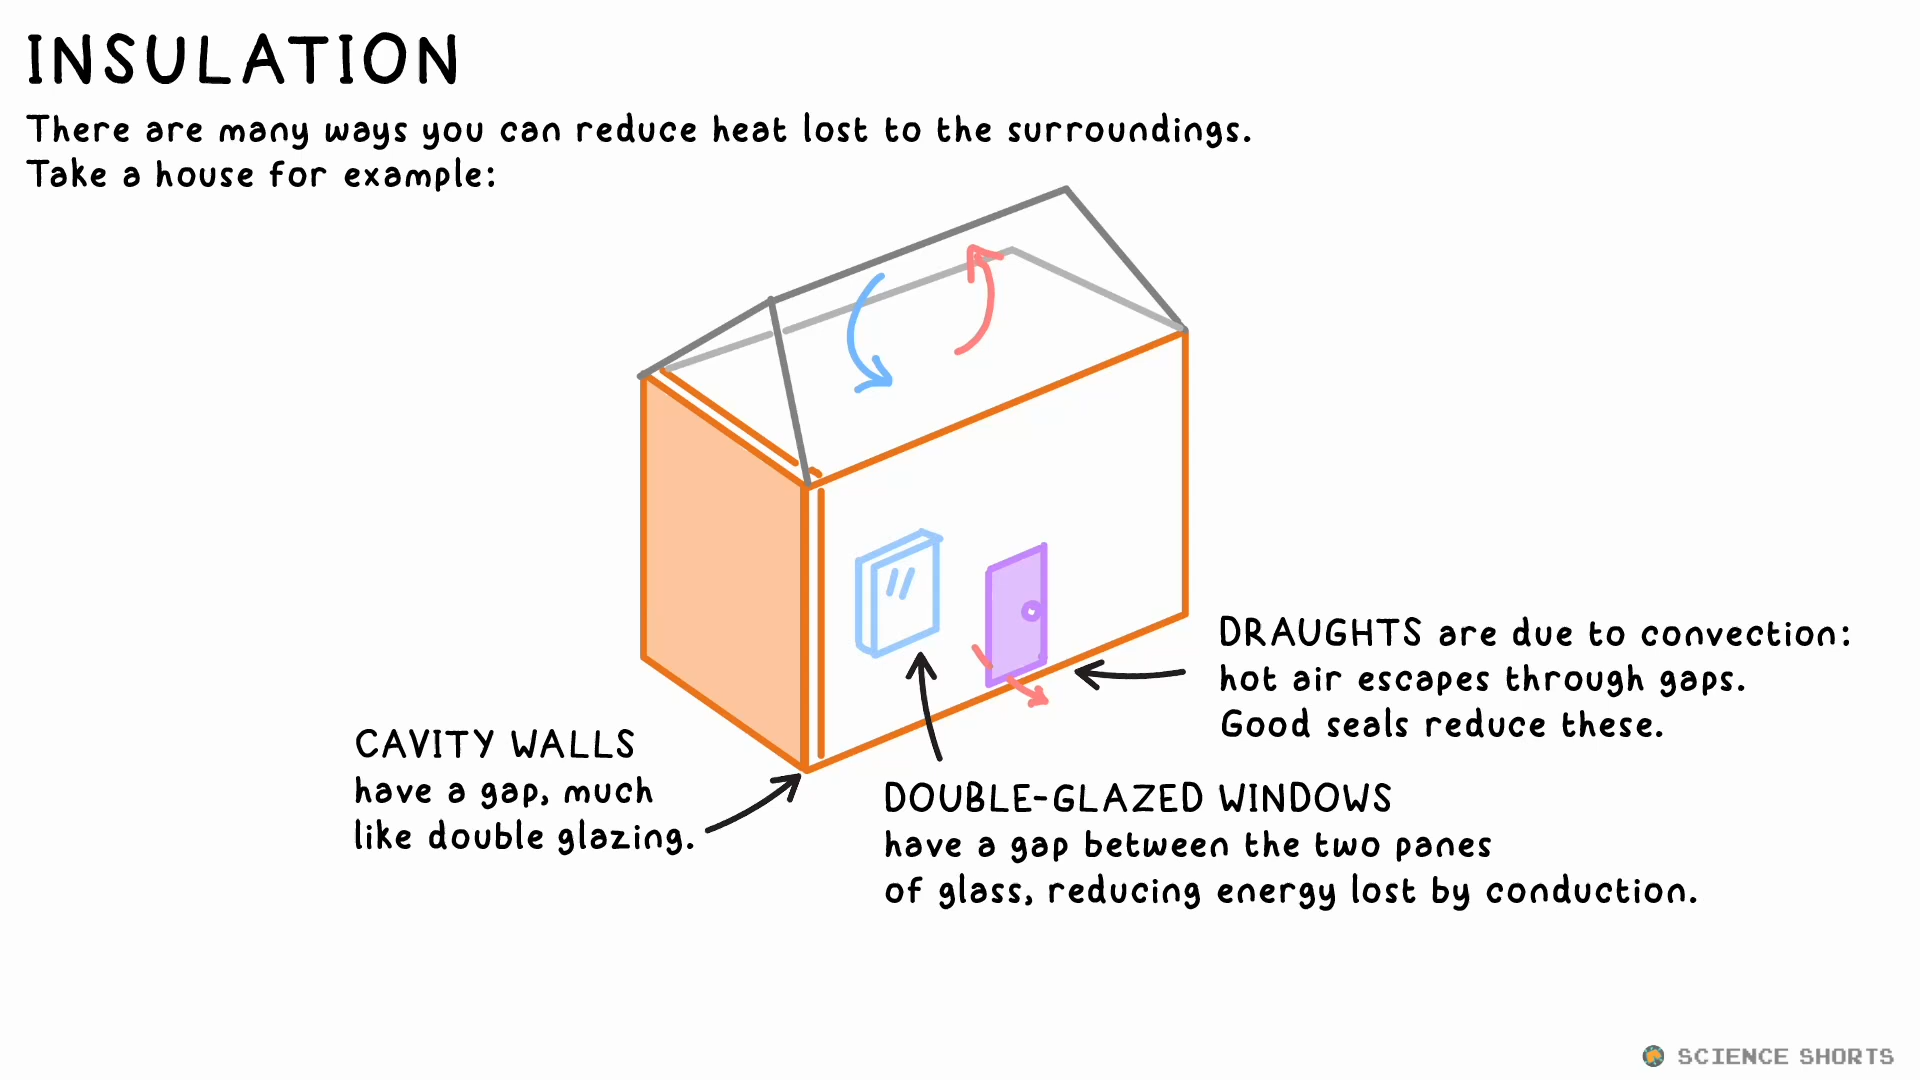 INSULATION
There are many ways you can reduce heat lost to the surroundings.
Take a house for example:
DRAUGHTS are due to convection:
hot air escapes through gaps.
Good seals reduce these.
CAVITY WALLS
have a gap, much
like double glazing.
DOUBLE-GLAZED WINDOWS
have a gap between the two panes
of glass, reducing energy lost by conduction.
SCIENCE SHORTS